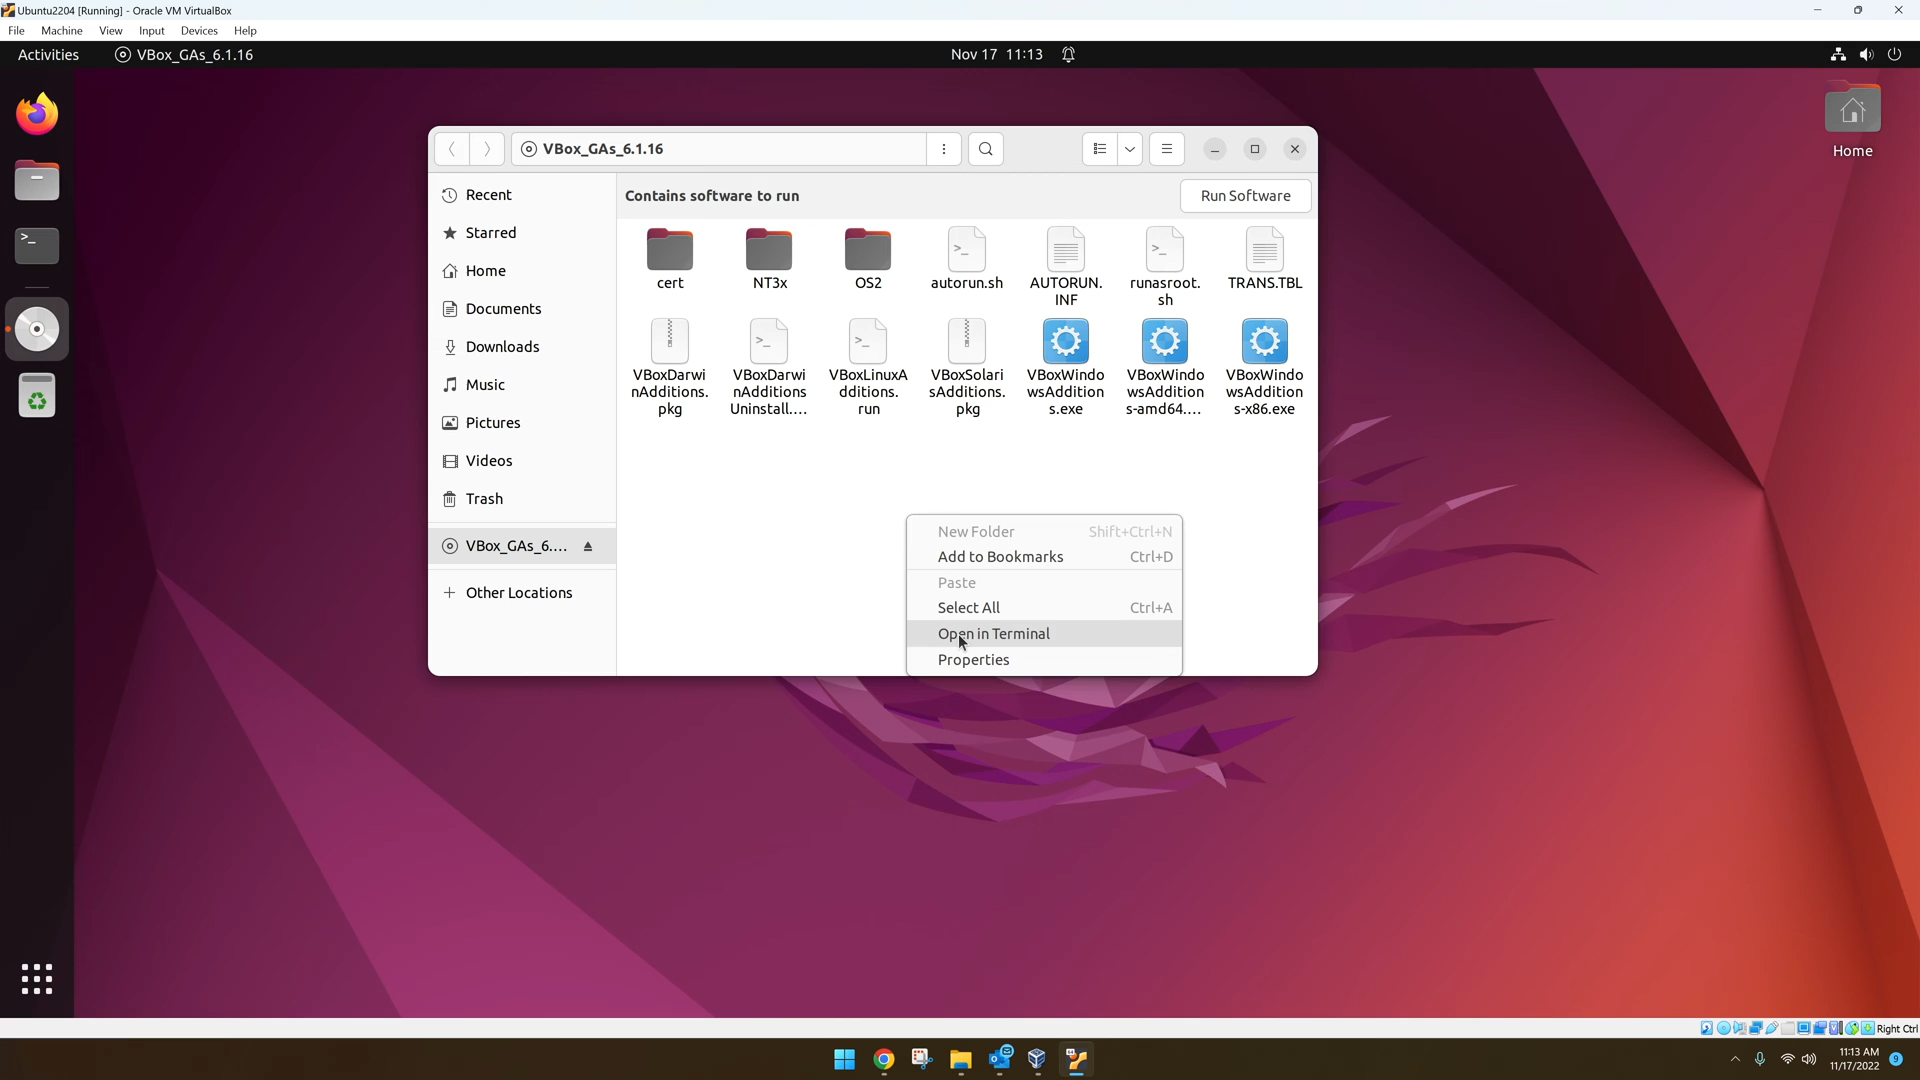 Ubuntu2204 [Running] - Oracle VM VirtualBox
File Machine View Input Devices Help
Activities VBox_GAs_6.1.16 Nov 17 11:13
Home
VBox_GAs_6.1.16
Recent
Starred
Home
Documents
Downloads
Music
Pictures
Videos
Trash
VBox_GAs_6....
Other Locations
Contains software to run Run Software
cert
NT3x
OS2
autorun.sh
AUTORUN.
INF
runasroot.
sh
TRANS.TBL
VBoxDarwi
nAdditions.
pkg
VBoxDarwi
nAdditions
Uninstall....
VBoxLinuxA
dditions.
run
VBoxSolari
sAdditions.
pkg
VBoxWindo
wsAddition
s.exe
VBoxWindo
wsAddition
s-amd64....
VBoxWindo
wsAddition
s-x86.exe
New Folder Shift+Ctrl+N
Add to Bookmarks Ctrl+D
Paste
Select All Ctrl+A
Open in Terminal
Properties
Right Ctrl
11:13 AM
11/17/2022
9